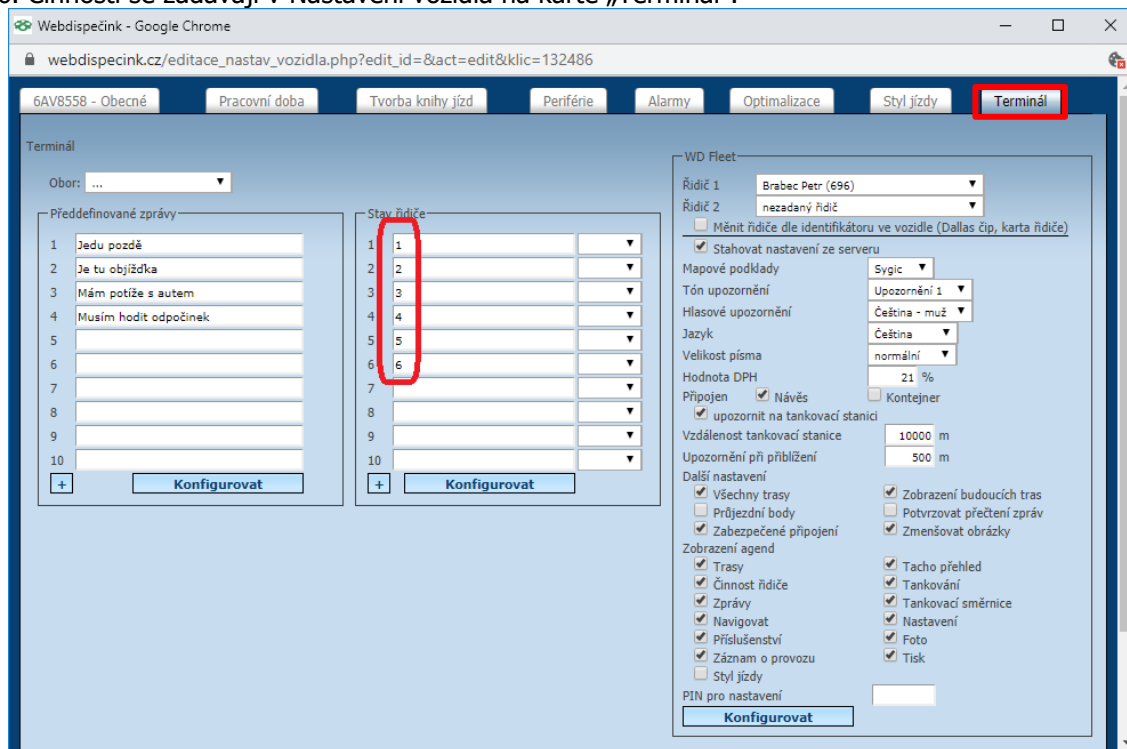 Činnosti se zadávají v Nastavení vozidla na kartě „Terminál“.
Webdispečink - Google Chrome
webdispecink.cz/editace_nastav_vozidla.php?edit_id=&act=edit&klic=132486
6AV8558 - Obecné Pracovní doba Tvorba knihy jízd Periférie Alarmy Optimalizace Styl jízdy Terminál
Terminál
Obor: ...
Předdefinované zprávy
1 Jedu pozdě
2 Je tu objížďka
3 Mám potíže s autem
4 Musím hodit odpočinek
5
6
7
8
9
10
+ Konfigurovat
Stav řidiče
1 1
2 2
3 3
4 4
5 5
6 6
7
8
9
10
+ Konfigurovat
WD Fleet
Řidič 1 Brabec Petr (696)
Řidič 2 nezadaný řidič
Měnit řidiče dle identifikátoru ve vozidle (Dallas čip, karta řidiče)
Stahovat nastavení ze serveru
Mapové podklady Sygic
Tón upozornění Upozornění 1
Hlasové upozornění Čeština - muž
Jazyk Čeština
Velikost písma normální
Hodnota DPH 21 %
Připojen Návěs Kontejner
upozornit na tankovací stanici
Vzdálenost tankovací stanice 10000 m
Upozornění při přiblížení 500 m
Další nastavení
Všechny trasy Zobrazení budoucích tras
Průjezdní body Potvrzovat přečtení zpráv
Zabezpečené připojení Zmenšovat obrázky
Zobrazení agend
Trasy Tacho přehled
Činnost řidiče Tankování
Zprávy Tankovací směrnice
Navigovat Nastavení
Příslušenství Foto
Záznam o provozu Tisk
Styl jízdy
PIN pro nastavení
Konfigurovat